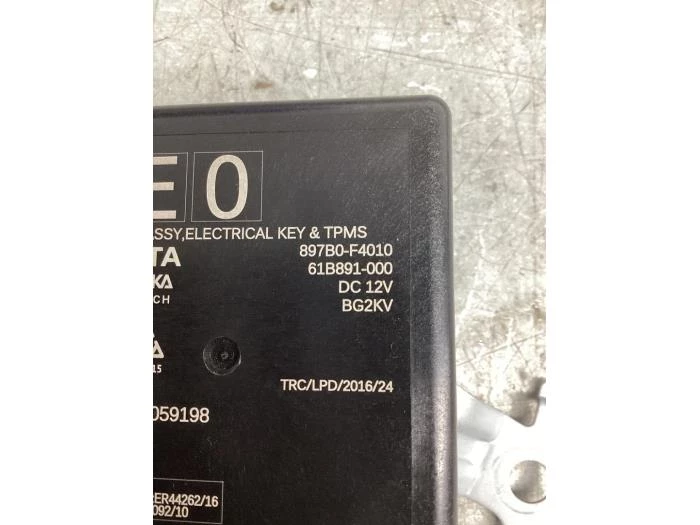 E 0
ASSY,ELECTRICAL KEY & TPMS
TA 897B0-F4010
KA 61B891-000
CH DC 12V
BG2KV
A
15
TRC/LPD/2016/24
059198
ER44262/16
092/10